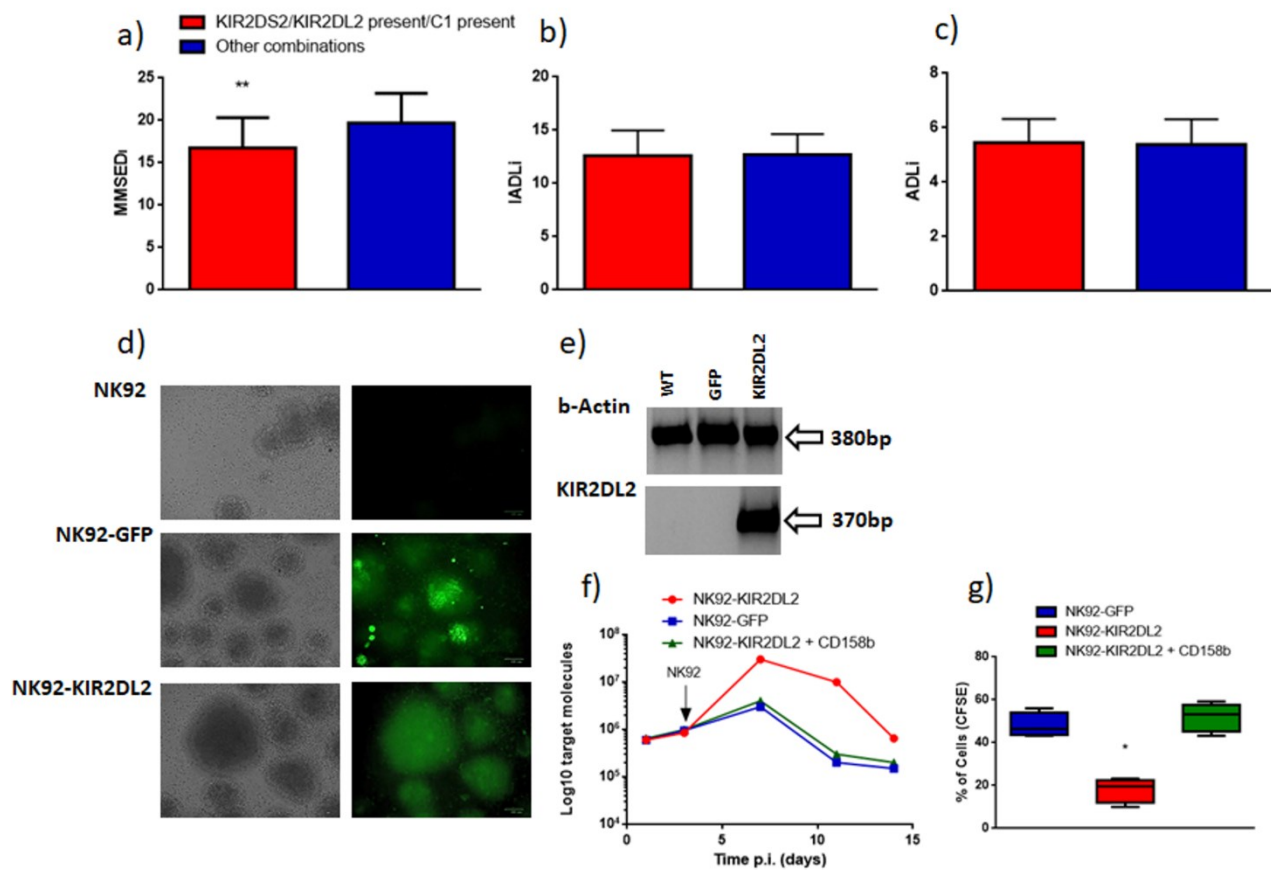 a)
KIR2DS2/KIR2DL2 present/C1 present
Other combinations
**
MMSEDI
25
20
15
10
5
0
b)
IADLi
20
15
10
5
0
c)
ADLi
8
6
4
2
0
d)
NK92
NK92-GFP
NK92-KIR2DL2
e)
WT
GFP
KIR2DL2
b-Actin
380bp
KIR2DL2
370bp
f)
NK92-KIR2DL2
NK92-GFP
NK92-KIR2DL2 + CD158b
NK92
Log10 target molecules
10⁸
10⁷
10⁶
10⁵
10⁴
0 5 10 15
Time p.i. (days)
g)
NK92-GFP
NK92-KIR2DL2
NK92-KIR2DL2 + CD158b
% of Cells (CFSE)
80
60
40
20
0
*